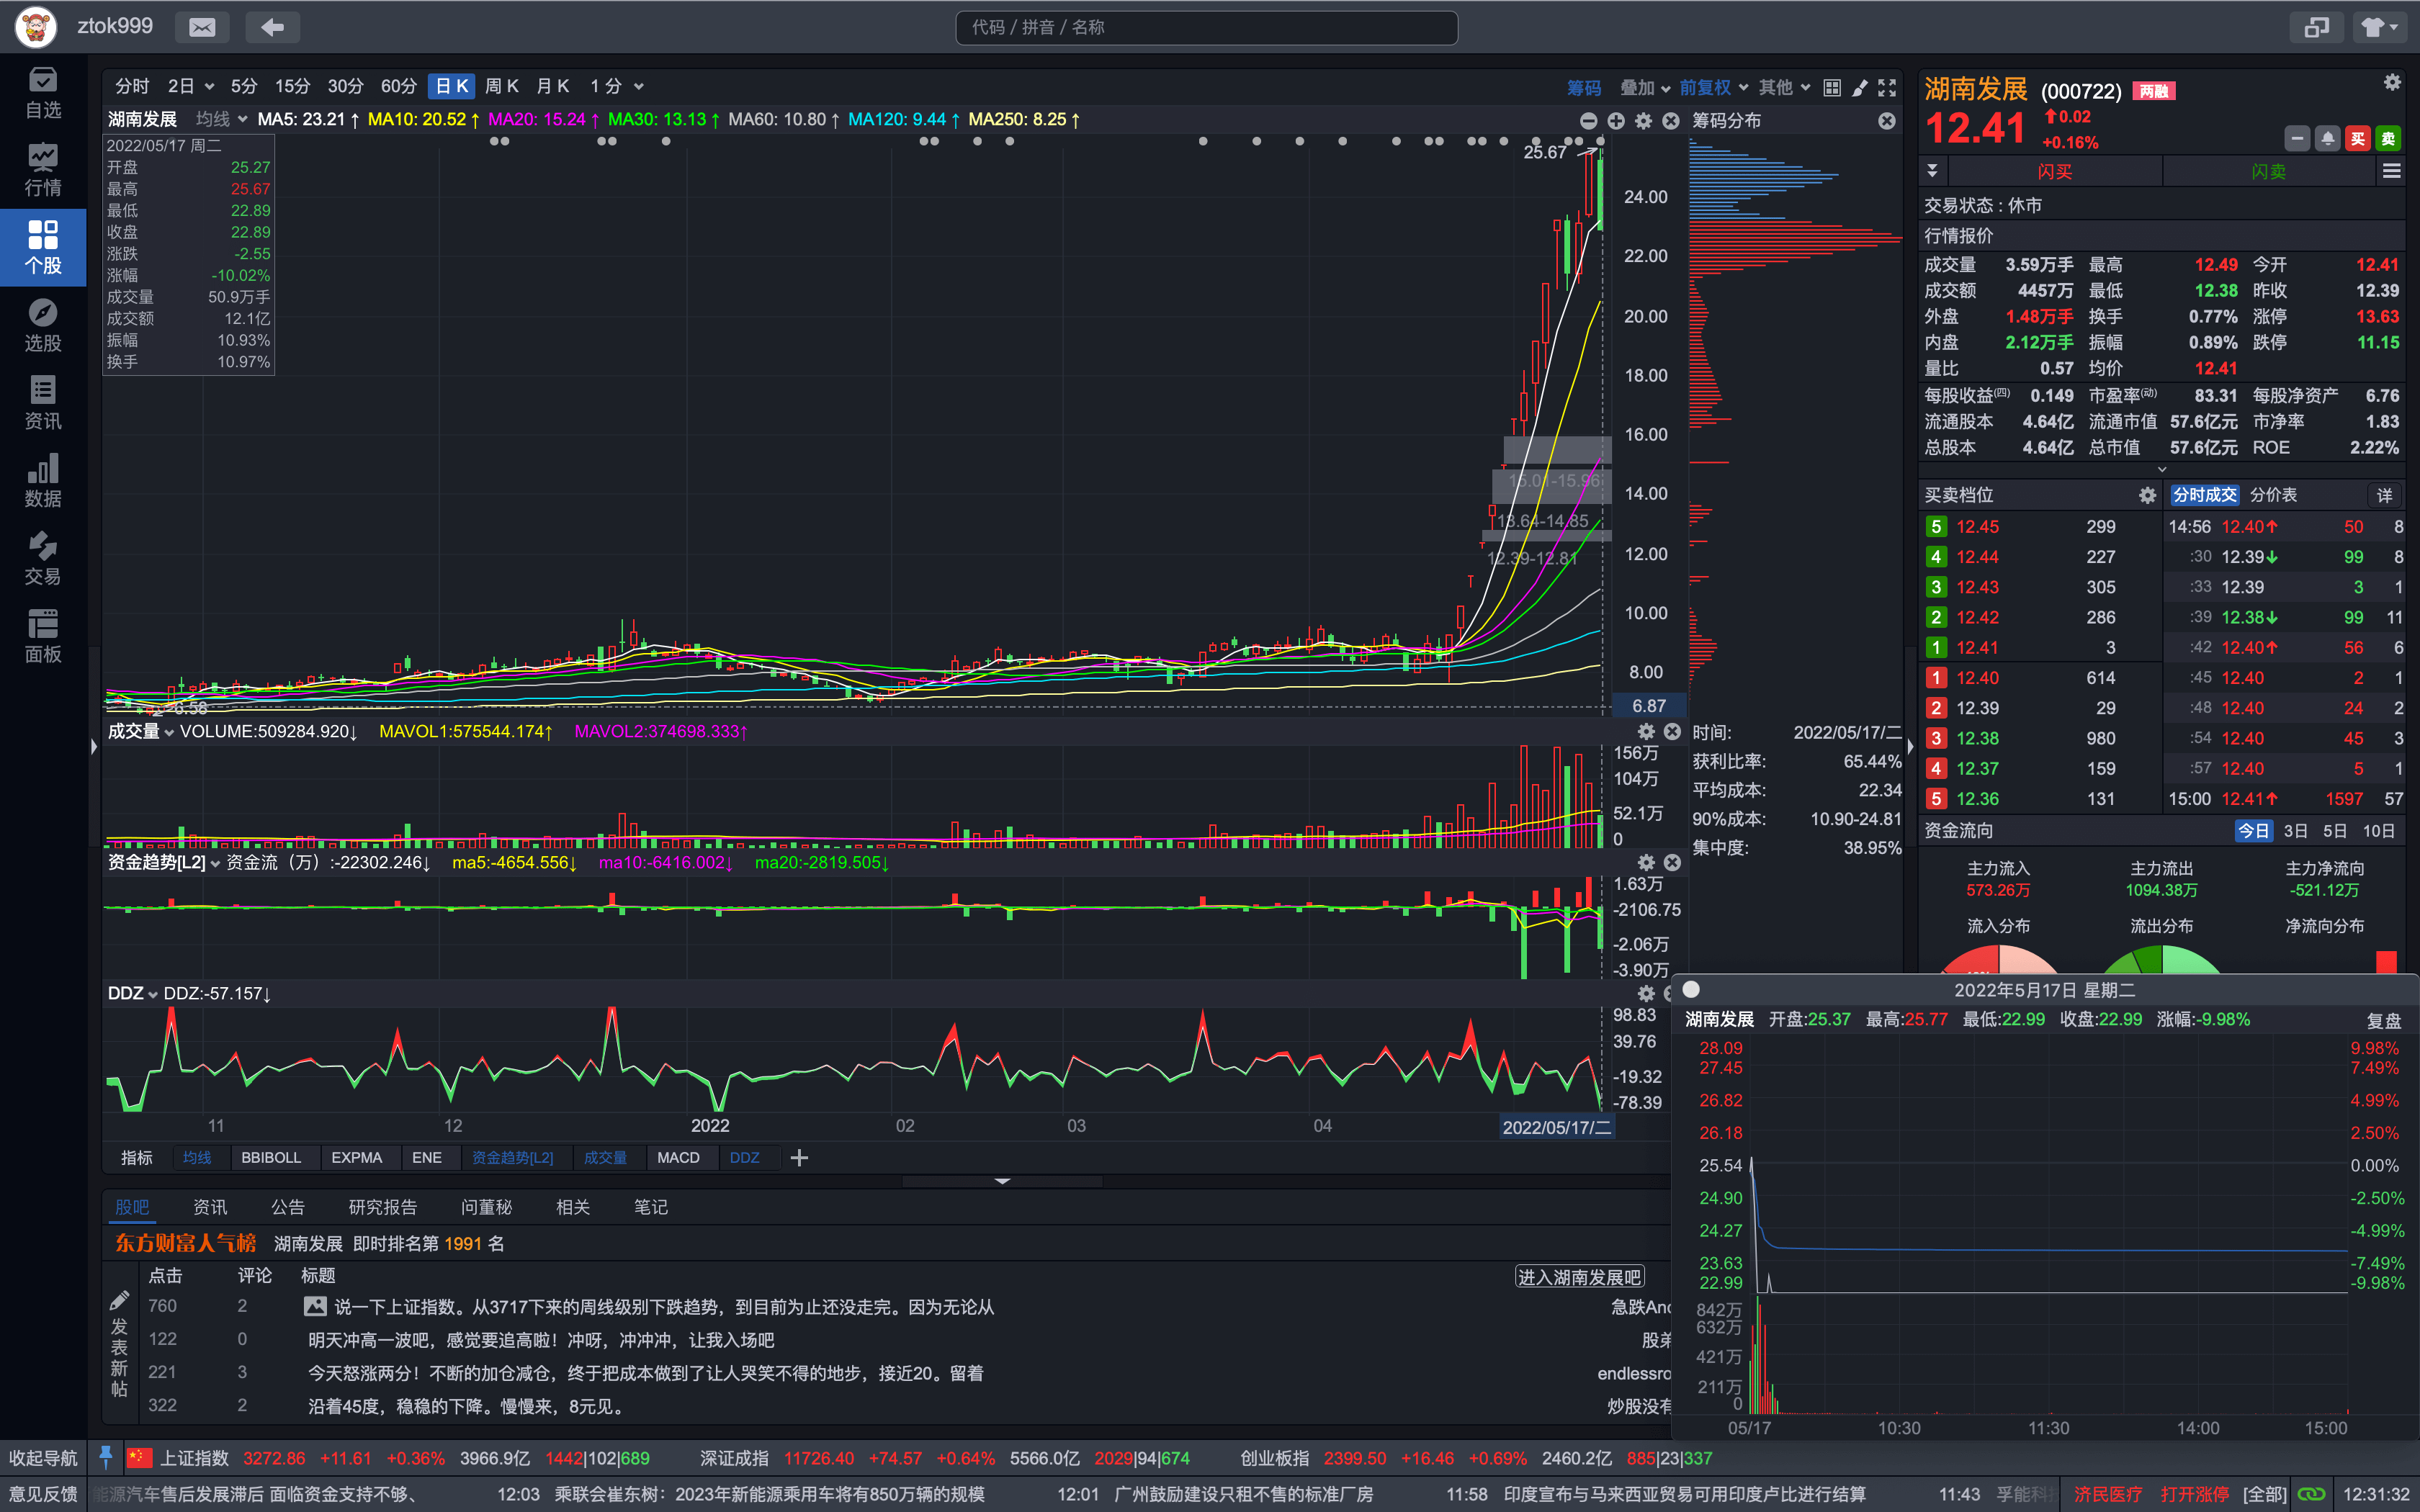 ztok999
代码 / 拼音 / 名称
自选
行情
个股
选股
资讯
数据
交易
面板
分时 2日 5分 15分 30分 60分 日K 周K 月K 1分
筹码 叠加 前复权 其他
湖南发展 均线 MA5: 23.21↑ MA10: 20.52↑ MA20: 15.24↑ MA30: 13.13↑ MA60: 10.80↑ MA120: 9.44↑ MA250: 8.25↑
筹码分布
2022/05/17 周二
开盘 25.27
最高 25.67
最低 22.89
收盘 22.89
涨跌 -2.55
涨幅 -10.02%
成交量 50.9万手
成交额 12.1亿
振幅 10.93%
换手 10.97%
25.67
24.00
22.00
20.00
18.00
16.00
15.01-15.96
14.00
13.64-14.85
12.00
12.39-12.81
10.00
8.00
6.87
6.58
成交量 VOLUME:509284.920↓ MAVOL1:575544.174↑ MAVOL2:374698.333↑
156万
104万
52.1万
0
时间: 2022/05/17/二
获利比率: 65.44%
平均成本: 22.34
90%成本: 10.90-24.81
集中度: 38.95%
资金趋势[L2] 资金流（万）:-22302.246↓ ma5:-4654.556↓ ma10:-6416.002↓ ma20:-2819.505↓
1.63万
-2106.75
-2.06万
-3.90万
DDZ DDZ:-57.157↓
98.83
39.76
-19.32
-78.39
11 12 2022 02 03 04 2022/05/17/二
指标 均线 BBIBOLL EXPMA ENE 资金趋势[L2] 成交量 MACD DDZ
股吧 资讯 公告 研究报告 问董秘 相关 笔记
东方财富人气榜 湖南发展 即时排名第 1991 名
点击 评论 标题 进入湖南发展吧
发表新帖
760 2 说一下上证指数。从3717下来的周线级别下跌趋势，到目前为止还没走完。因为无论从 急跌And
122 0 明天冲高一波吧，感觉要追高啦！冲呀，冲冲冲，让我入场吧 股弟
221 3 今天怒涨两分！不断的加仓减仓，终于把成本做到了让人哭笑不得的地步，接近20。留着 endlessro
322 2 沿着45度，稳稳的下降。慢慢来，8元见。 炒股没有
湖南发展 (000722) 两融
12.41 0.02
+0.16%
买 卖
闪买 闪卖
交易状态 : 休市
行情报价
成交量 3.59万手 最高 12.49 今开 12.41
成交额 4457万 最低 12.38 昨收 12.39
外盘 1.48万手 换手 0.77% 涨停 13.63
内盘 2.12万手 振幅 0.89% 跌停 11.15
量比 0.57 均价 12.41
每股收益(四) 0.149 市盈率(动) 83.31 每股净资产 6.76
流通股本 4.64亿 流通市值 57.6亿元 市净率 1.83
总股本 4.64亿 总市值 57.6亿元 ROE 2.22%
买卖档位 分时成交 分价表 详
5 12.45 299 14:56 12.40↑ 50 8
4 12.44 227 :30 12.39↓ 99 8
3 12.43 305 :33 12.39 3 1
2 12.42 286 :39 12.38↓ 99 11
1 12.41 3 :42 12.40↑ 56 6
1 12.40 614 :45 12.40 2 1
2 12.39 29 :48 12.40 24 2
3 12.38 980 :54 12.40 45 3
4 12.37 159 :57 12.40 5 1
5 12.36 131 15:00 12.41↑ 1597 57
资金流向 今日 3日 5日 10日
主力流入 主力流出 主力净流向
573.26万 1094.38万 -521.12万
流入分布 流出分布 净流向分布
2022年5月17日 星期二
湖南发展 开盘:25.37 最高:25.77 最低:22.99 收盘:22.99 涨幅:-9.98% 复盘
28.09 9.98%
27.45 7.49%
26.82 4.99%
26.18 2.50%
25.54 0.00%
24.90 -2.50%
24.27 -4.99%
23.63 -7.49%
22.99 -9.98%
842万
632万
421万
211万
0
05/17 10:30 11:30 14:00 15:00
收起导航 上证指数 3272.86 +11.61 +0.36% 3966.9亿 1442|102|689 深证成指 11726.40 +74.57 +0.64% 5566.0亿 2029|94|674 创业板指 2399.50 +16.46 +0.69% 2460.2亿 885|23|337
意见反馈 能源汽车售后发展滞后 面临资金支持不够、 12:03 乘联会崔东树：2023年新能源乘用车将有850万辆的规模 12:01 广州鼓励建设只租不售的标准厂房 11:58 印度宣布与马来西亚贸易可用印度卢比进行结算 11:43 孚能科技 济民医疗 打开涨停 [全部] 12:31:32